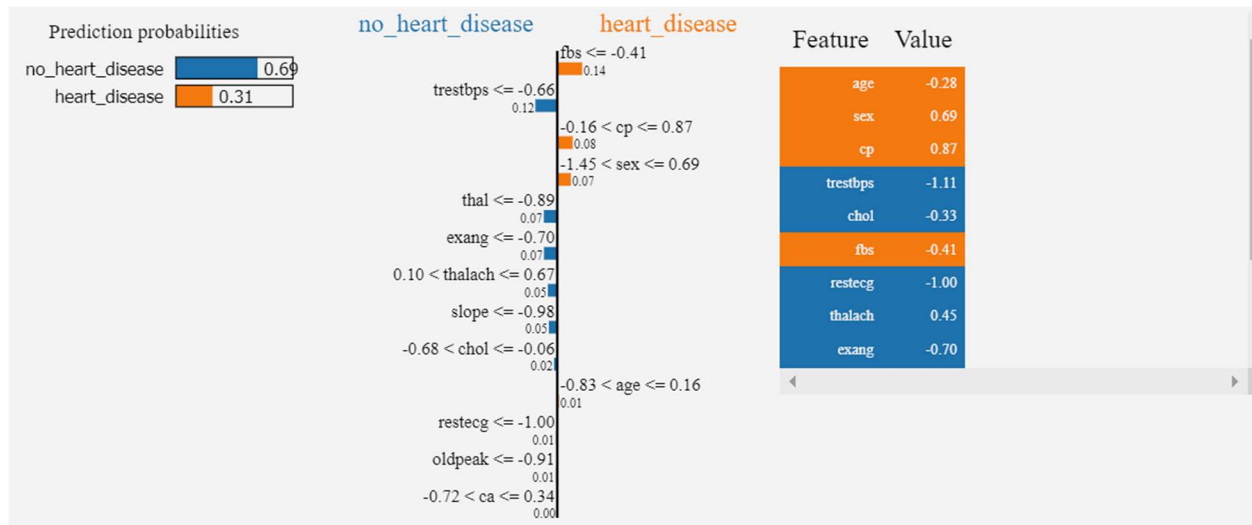 Prediction probabilities
no_heart_disease 0.69
heart_disease 0.31
no_heart_disease heart_disease
fbs <= -0.41
0.14
trestbps <= -0.66
0.12
-0.16 < cp <= 0.87
0.08
-1.45 < sex <= 0.69
0.07
thal <= -0.89
0.07
exang <= -0.70
0.07
0.10 < thalach <= 0.67
0.05
slope <= -0.98
0.05
-0.68 < chol <= -0.06
0.02
-0.83 < age <= 0.16
0.01
restecg <= -1.00
0.01
oldpeak <= -0.91
0.01
-0.72 < ca <= 0.34
0.00
Feature Value
age -0.28
sex 0.69
cp 0.87
trestbps -1.11
chol -0.33
fbs -0.41
restecg -1.00
thalach 0.45
exang -0.70